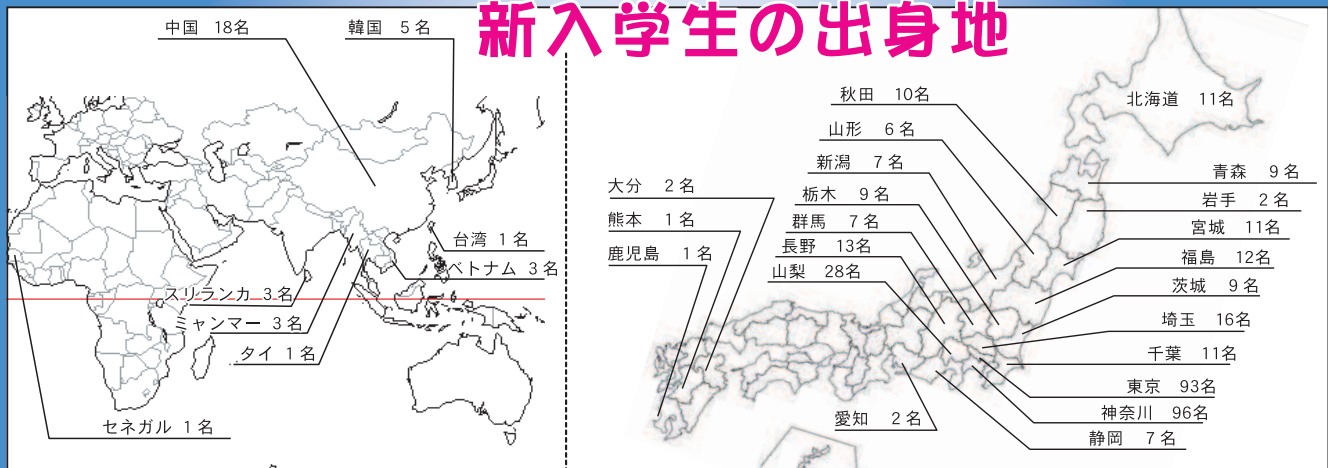 新入学生の出身地
中国 18名
韓国 5名
台湾 1名
ベトナム 3名
スリランカ 3名
ミャンマー 3名
タイ 1名
セネガル 1名
秋田 10名
山形 6名
新潟 7名
栃木 9名
群馬 7名
長野 13名
山梨 28名
大分 2名
熊本 1名
鹿児島 1名
愛知 2名
北海道 11名
青森 9名
岩手 2名
宮城 11名
福島 12名
茨城 9名
埼玉 16名
千葉 11名
東京 93名
神奈川 96名
静岡 7名